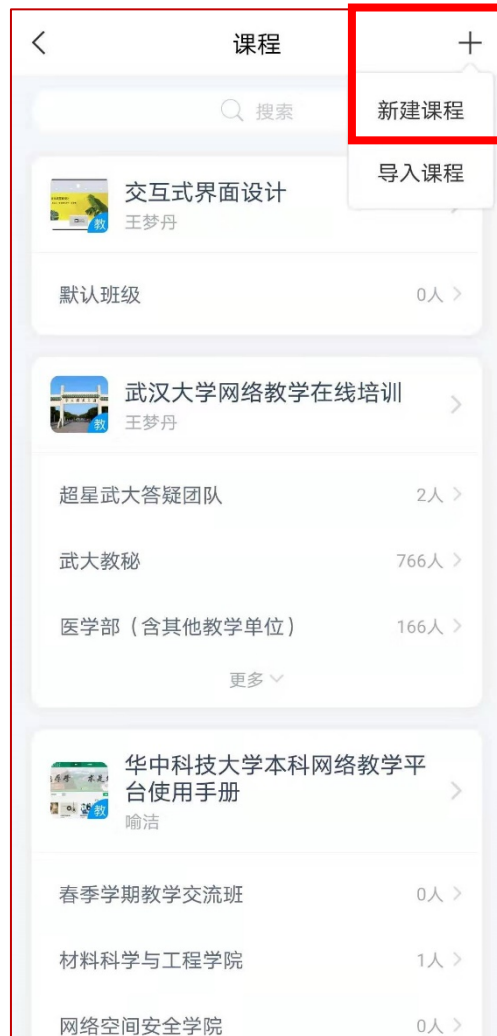 课程
搜索
新建课程
导入课程
交互式界面设计
教
王梦丹
默认班级
0人
武汉大学网络教学在线培训
教
王梦丹
超星武大答疑团队
2人
武大教秘
766人
医学部（含其他教学单位）
166人
更多
华中科技大学本科网络教学平
台使用手册
教
喻洁
春季学期教学交流班
0人
材料科学与工程学院
1人
网络空间安全学院
0人